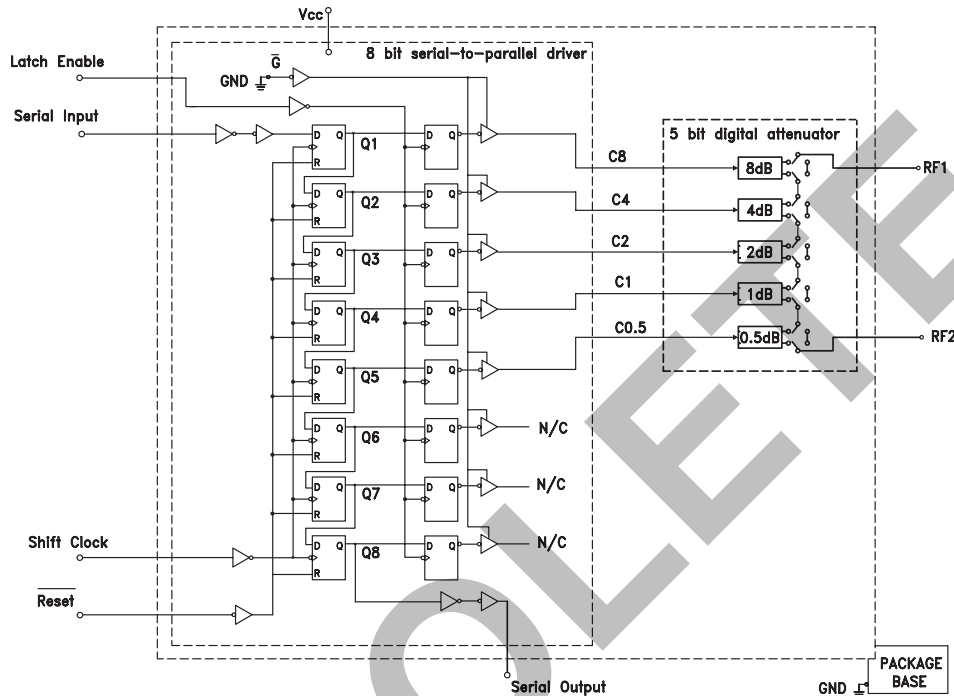 Vcc
8 bit serial-to-parallel driver
Latch Enable
G
GND
Serial Input
D Q
R
Q1
D Q
C8
5 bit digital attenuator
8dB
RF1
D Q
R
Q2
D Q
C4
4dB
D Q
R
Q3
D Q
C2
2dB
D Q
R
Q4
D Q
C1
1dB
D Q
R
Q5
D Q
C0.5
0.5dB
RF2
D Q
R
Q6
D Q
N/C
D Q
R
Q7
D Q
N/C
Shift Clock
D Q
R
Q8
D Q
N/C
Reset
Serial Output
GND
PACKAGE
BASE
OLETE